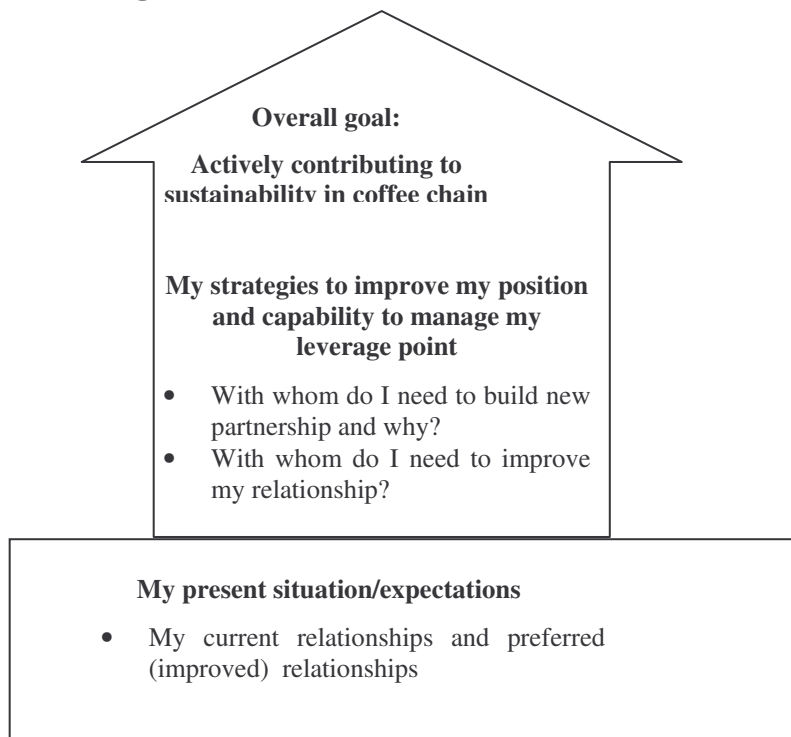 Overall goal:
Actively contributing to
sustainability in coffee chain
My strategies to improve my position
and capability to manage my
leverage point
• With whom do I need to build new
partnership and why?
• With whom do I need to improve
my relationship?
My present situation/expectations
• My current relationships and preferred
(improved) relationships